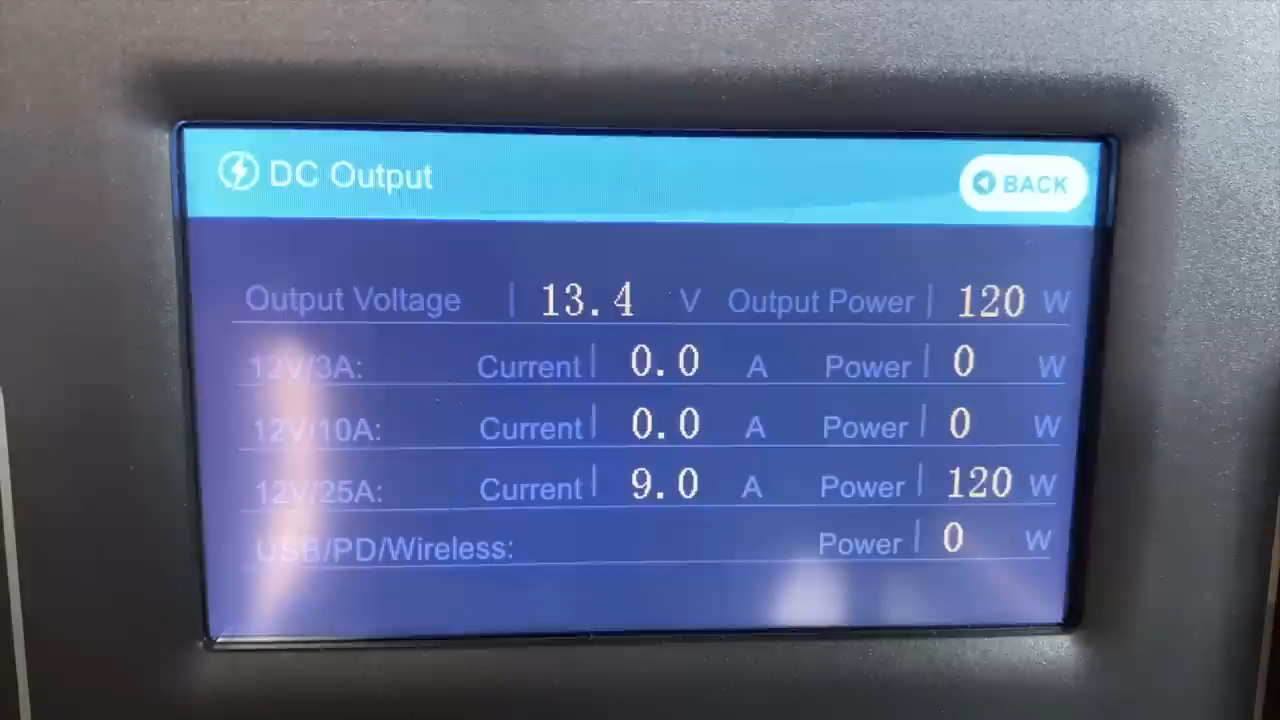 DC Output
BACK
Output Voltage | 13.4 V Output Power | 120 W
12V/3A: Current | 0.0 A Power | 0 W
12V/10A: Current | 0.0 A Power | 0 W
12V/25A: Current | 9.0 A Power | 120 W
USB/PD/Wireless: Power | 0 W